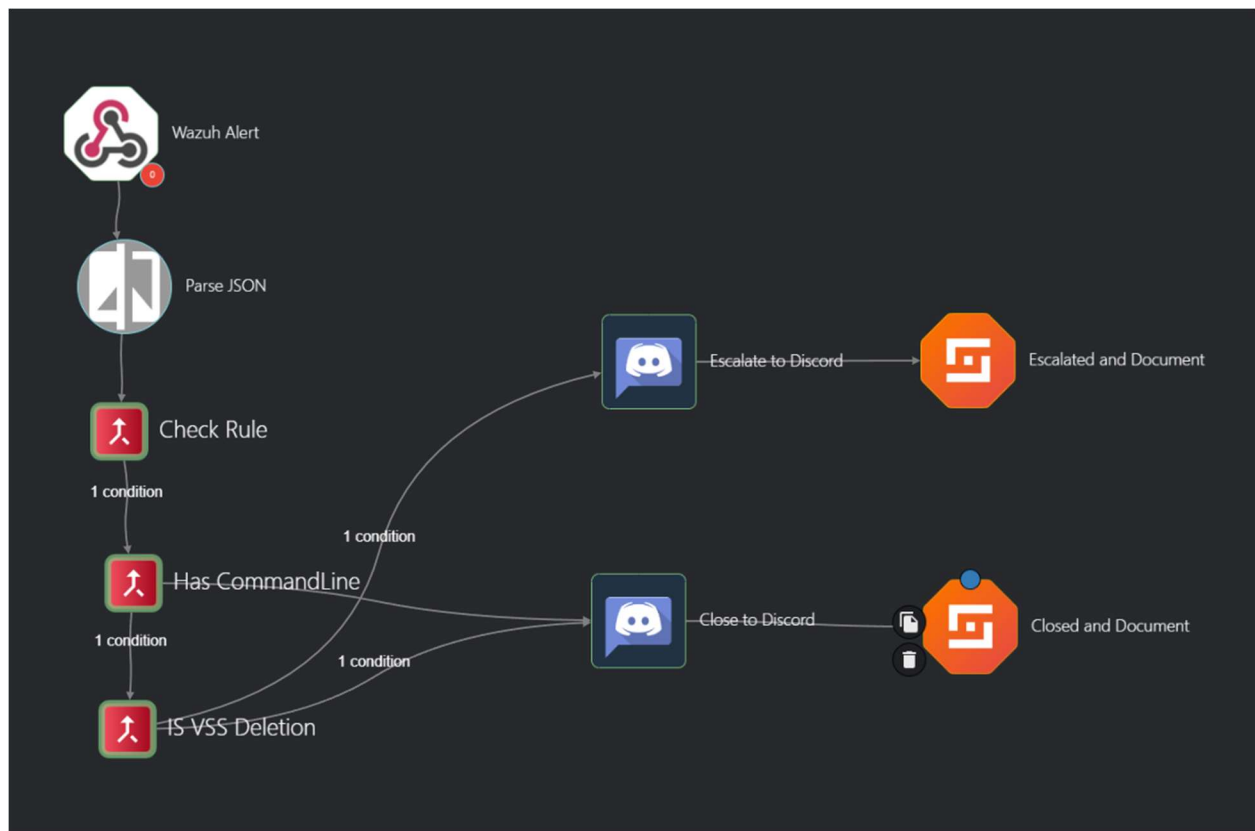 Wazuh Alert
0
Parse JSON
Escalate to Discord
Escalated and Document
Check Rule
1 condition
1 condition
Has CommandLine
Close to Discord
Closed and Document
1 condition
1 condition
IS VSS Deletion